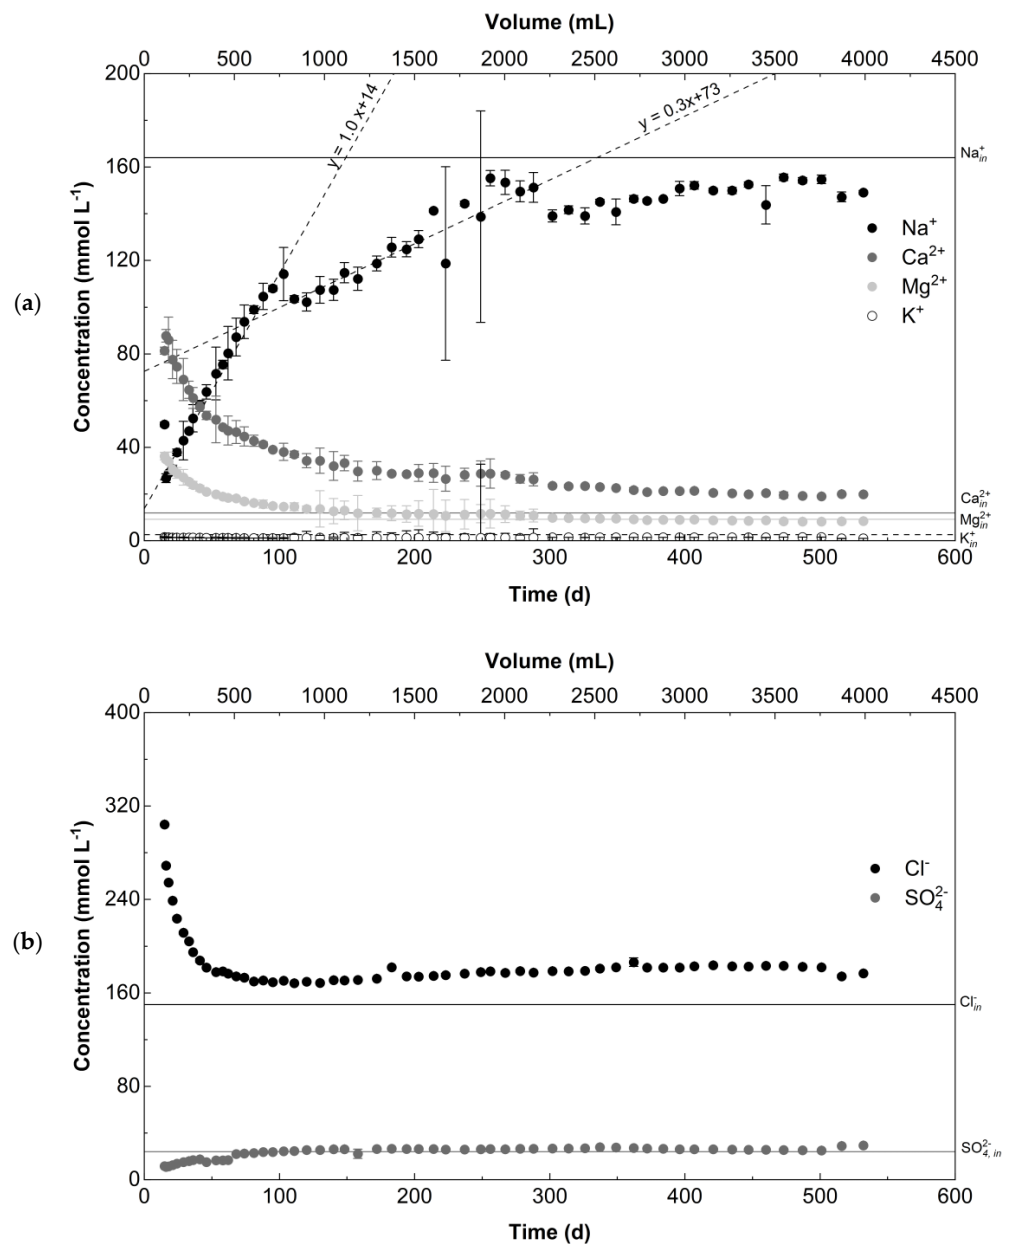 Volume (mL)
0 500 1000 1500 2000 2500 3000 3500 4000 4500
200
160
120
80
40
0
Concentration (mmol L⁻¹)
(a)
y = 1.0 x+14
y = 0.3x+73
Na⁺in
Na⁺
Ca²⁺
Mg²⁺
K⁺
Ca²⁺in
Mg²⁺in
K⁺in
0 100 200 300 400 500 600
Time (d)
Volume (mL)
0 500 1000 1500 2000 2500 3000 3500 4000 4500
400
320
240
160
80
0
Concentration (mmol L⁻¹)
(b)
Cl⁻
SO₄²⁻
Cl⁻in
SO₄²⁻, in
0 100 200 300 400 500 600
Time (d)